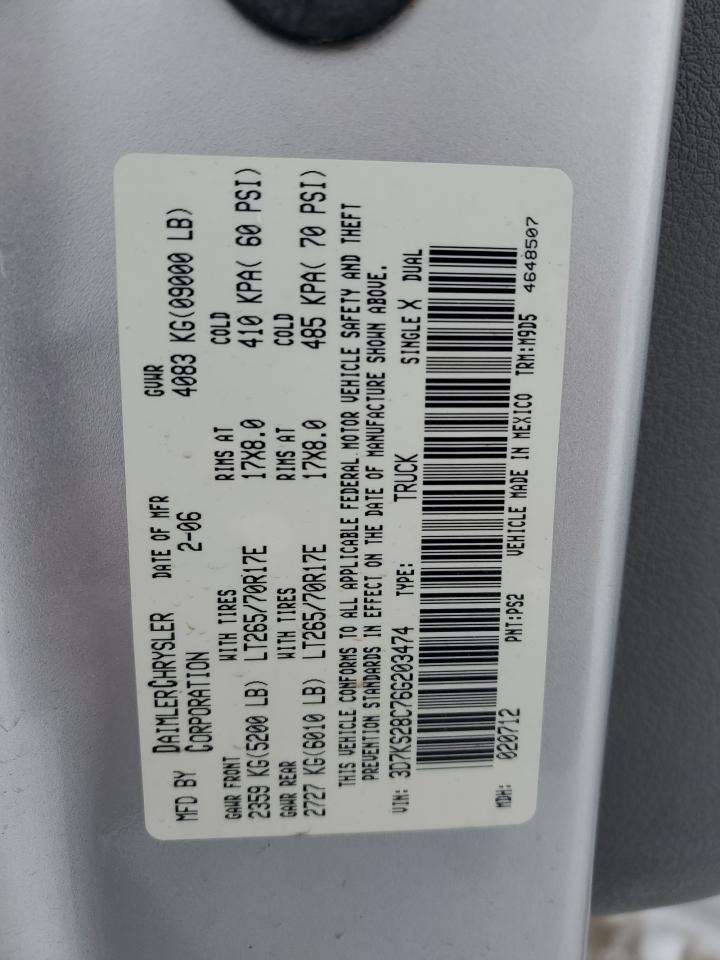 MFD BY DAIMLERCHRYSLER CORPORATION DATE OF MFR 2-06 GVWR 4083 KG(09000 LB)
GAWR FRONT WITH TIRES RIMS AT COLD
2359 KG(5200 LB) LT265/70R17E 17X8.0 410 KPA( 60 PSI)
GAWR REAR WITH TIRES RIMS AT COLD
2727 KG(6010 LB) LT265/70R17E 17X8.0 485 KPA( 70 PSI)
THIS VEHICLE CONFORMS TO ALL APPLICABLE FEDERAL MOTOR VEHICLE SAFETY AND THEFT
PREVENTION STANDARDS IN EFFECT ON THE DATE OF MANUFACTURE SHOWN ABOVE.
VIN: 3D7KS28C76G203474 TYPE: TRUCK SINGLE X DUAL
MDH: 020712 PNT:PS2 VEHICLE MADE IN MEXICO TRM:M9D5 4648507